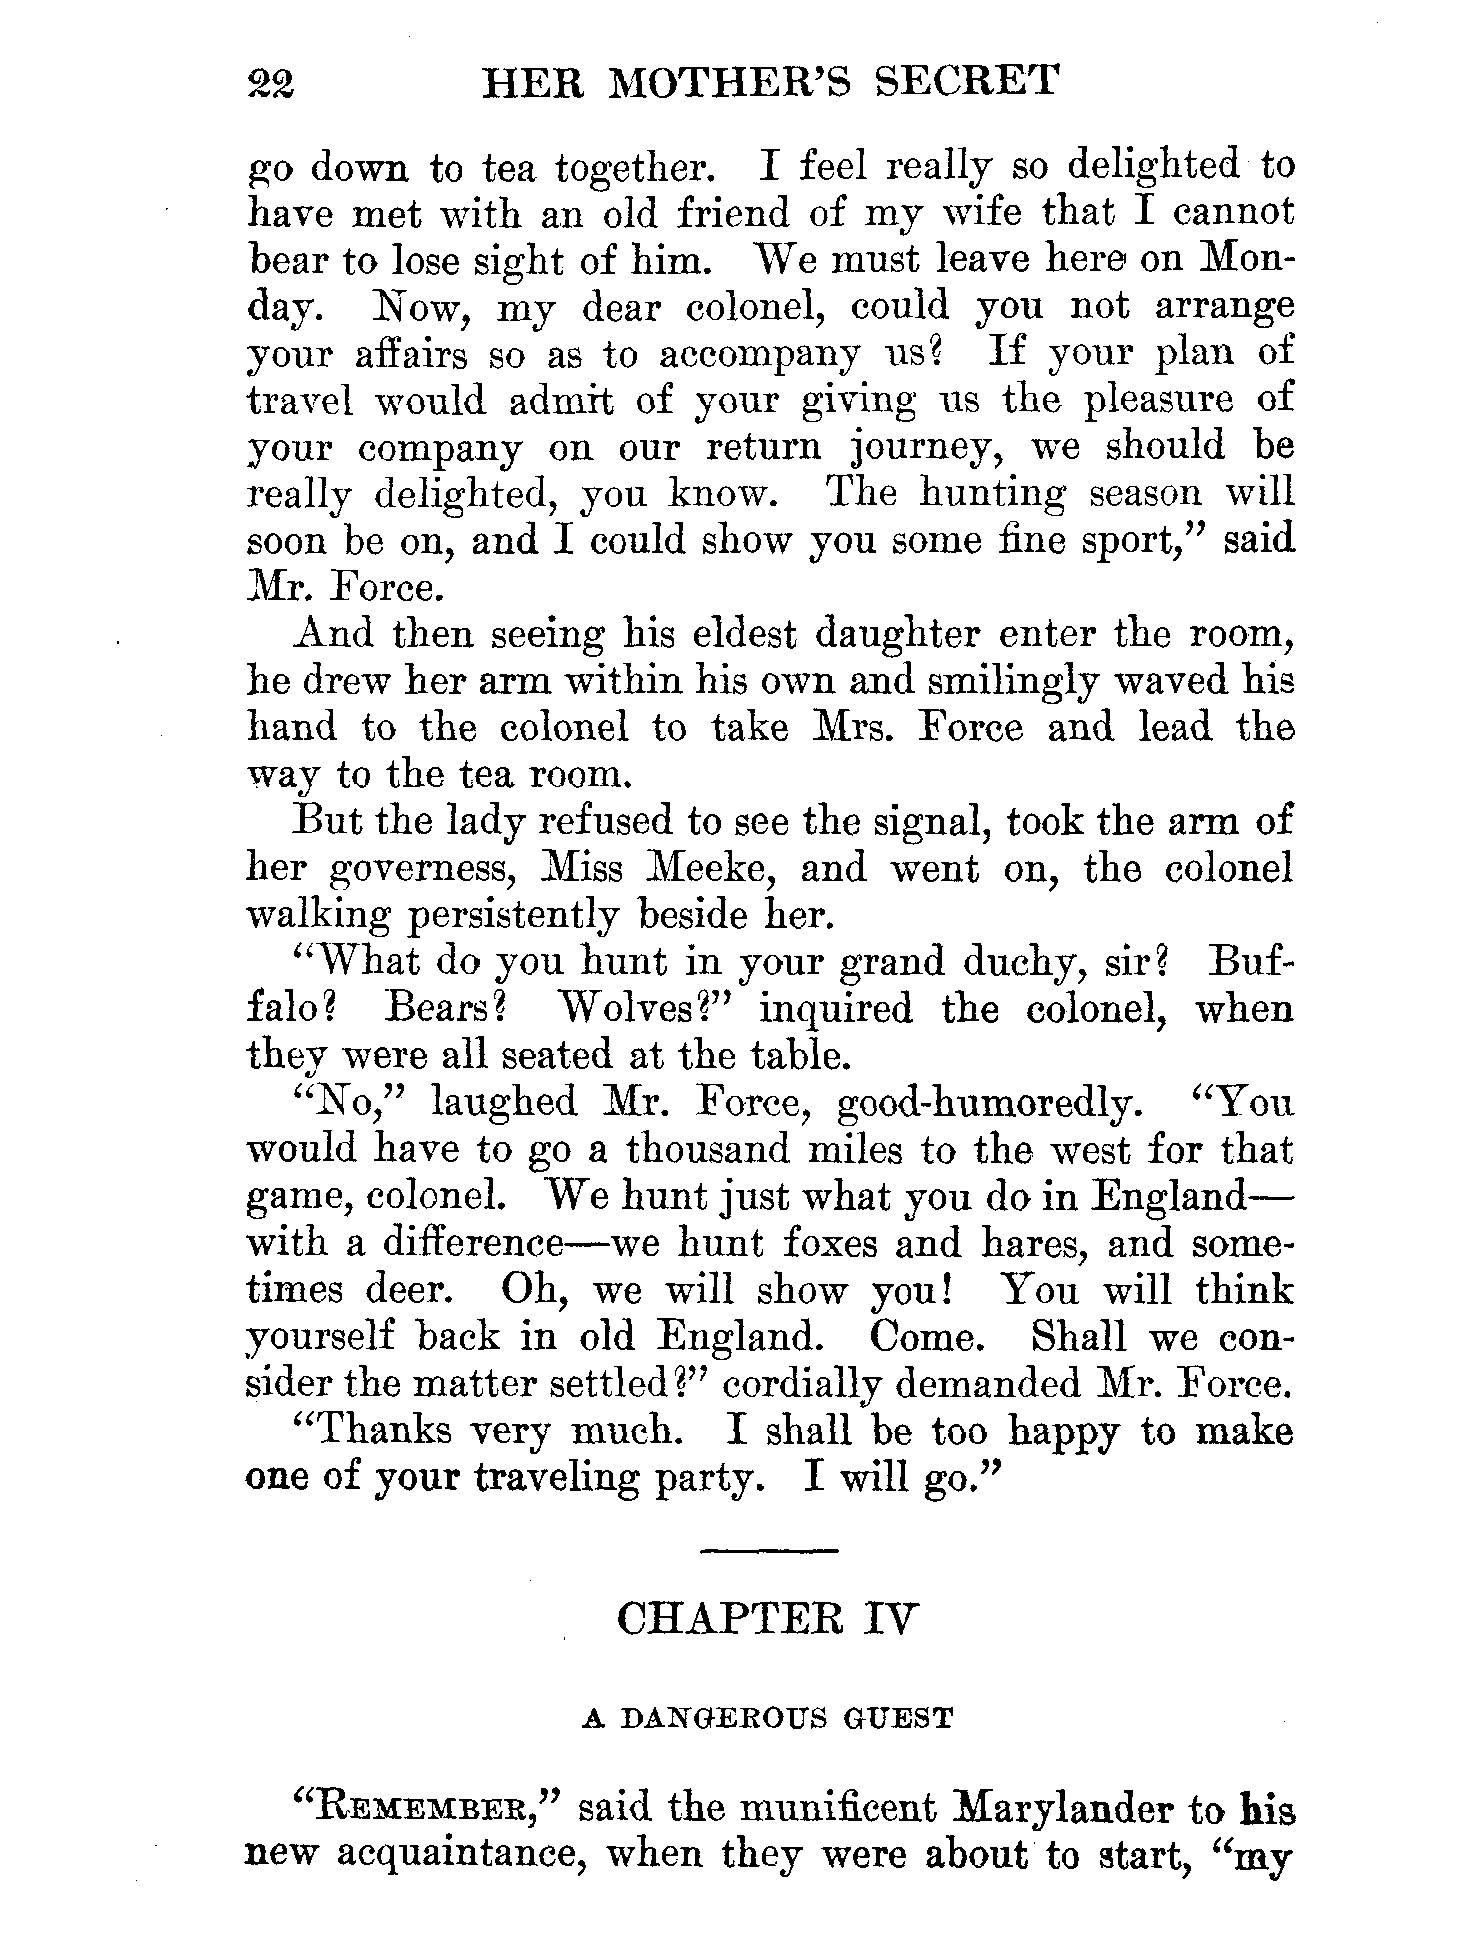 22 HER MOTHER'S SECRET
go down to tea together. I feel really so delighted to
have met with an old friend of my wife that I cannot
bear to lose sight of him. We must leave here on Mon-
day. Now, my dear colonel, could you not arrange
your affairs so as to accompany us? If your plan of
travel would admit of your giving us the pleasure of
your company on our return journey, we should be
really delighted, you know. The hunting season will
soon be on, and I could show you some fine sport," said
Mr. Force.
And then seeing his eldest daughter enter the room,
he drew her arm within his own and smilingly waved his
hand to the colonel to take Mrs. Force and lead the
way to the tea room.
But the lady refused to see the signal, took the arm of
her governess, Miss Meeke, and went on, the colonel
walking persistently beside her.
"What do you hunt in your grand duchy, sir? Buf-
falo? Bears? Wolves?" inquired the colonel, when
they were all seated at the table.
"No," laughed Mr. Force, good-humoredly. "You
would have to go a thousand miles to the west for that
game, colonel. We hunt just what you do in England—
with a difference—we hunt foxes and hares, and some-
times deer. Oh, we will show you! You will think
yourself back in old England. Come. Shall we con-
sider the matter settled?" cordially demanded Mr. Force.
"Thanks very much. I shall be too happy to make
one of your traveling party. I will go."
CHAPTER IV
A DANGEROUS GUEST
"REMEMBER," said the munificent Marylander to his
new acquaintance, when they were about to start, "my